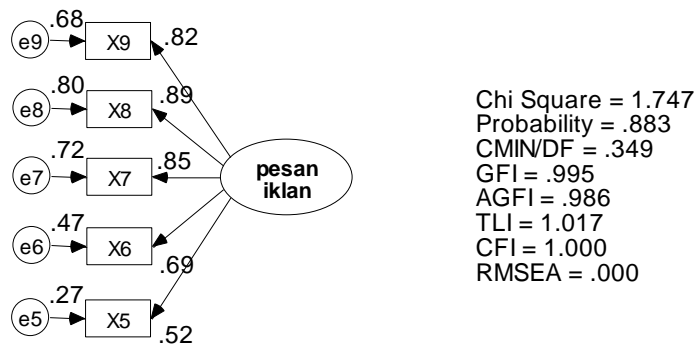 .68
e9
X9
.82
.80
e8
X8
.89
.72
e7
X7
.85
pesan
iklan
.47
e6
X6
.69
.27
e5
X5
.52
Chi Square = 1.747
Probability = .883
CMIN/DF = .349
GFI = .995
AGFI = .986
TLI = 1.017
CFI = 1.000
RMSEA = .000